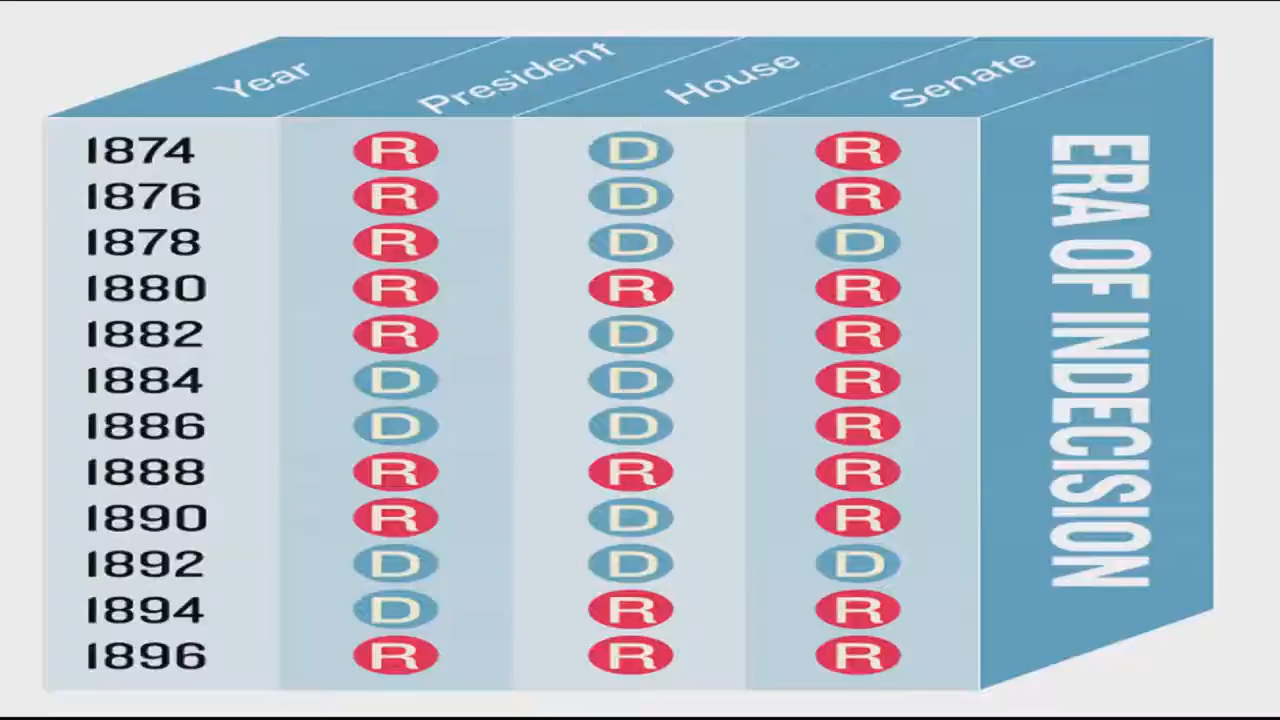 Year President House Senate
1874 R D R
1876 R D R
1878 R D D
1880 R R R
1882 R D R
1884 D D R
1886 D D R
1888 R R R
1890 R D R
1892 D D D
1894 D R R
1896 R R R
ERA OF INDECISION